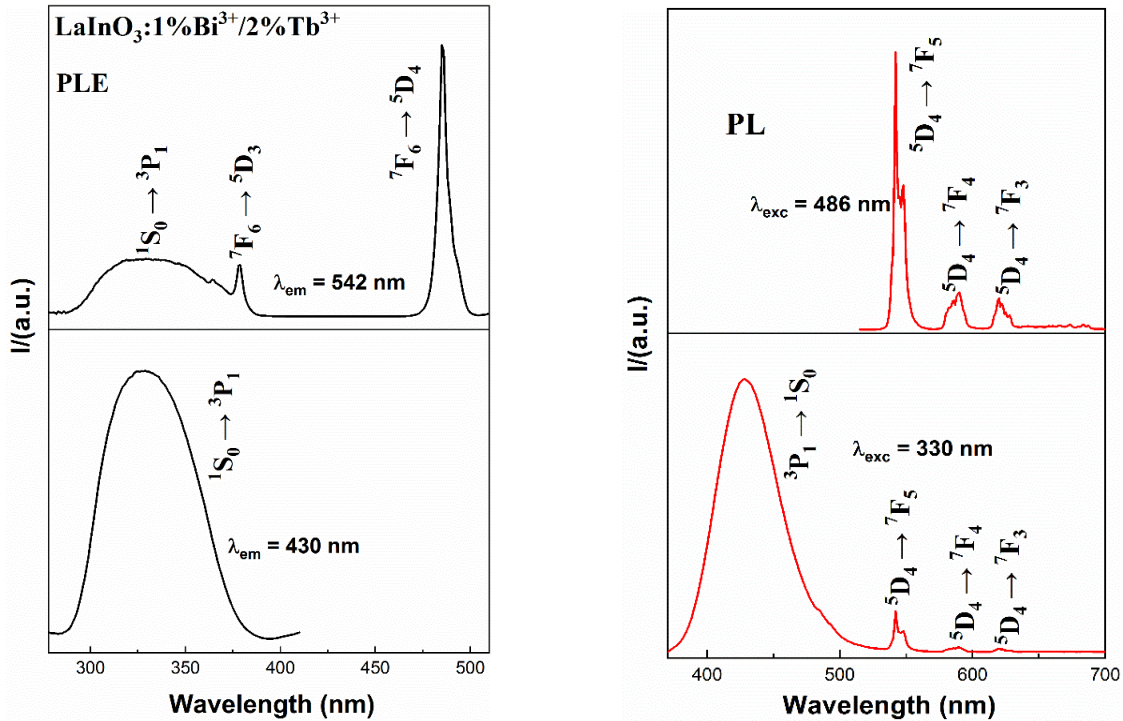 LaInO₃:1%Bi³⁺/2%Tb³⁺
PLE
¹S₀ → ³P₁
⁷F₆ → ⁵D₃
⁷F₆ → ⁵D₄
λem = 542 nm
¹S₀ → ³P₁
λem = 430 nm
I/(a.u.)
300 350 400 450 500
Wavelength (nm)
PL
⁵D₄ → ⁷F₅
λexc = 486 nm
⁵D₄ → ⁷F₄
⁵D₄ → ⁷F₃
³P₁ → ¹S₀
λexc = 330 nm
⁵D₄ → ⁷F₅
⁵D₄ → ⁷F₄
⁵D₄ → ⁷F₃
I/(a.u.)
400 500 600 700
Wavelength (nm)